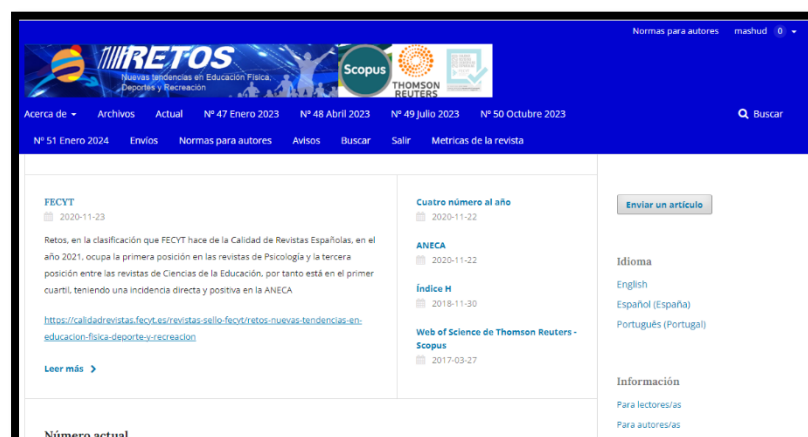 Normas para autores mashud 0
RETOS
Nuevas tendencias en Educación Física,
Deportes y Recreación
Scopus
THOMSON
REUTERS
Acerca de Archivos Actual Nº 47 Enero 2023 Nº 48 Abril 2023 Nº 49 Julio 2023 Nº 50 Octubre 2023 Buscar
Nº 51 Enero 2024 Envíos Normas para autores Avisos Buscar Salir Metricas de la revista
FECYT
2020-11-23
Retos, en la clasificación que FECYT hace de la Calidad de Revistas Españolas, en el
año 2021, ocupa la primera posición en las revistas de Psicología y la tercera
posición entre las revistas de Ciencias de la Educación, por tanto está en el primer
cuartil, teniendo una incidencia directa y positiva en la ANECA
https://calidadrevistas.fecyt.es/revistas-sello-fecyt/retos-nuevas-tendencias-en-
educacion-fisica-deporte-y-recreacion
Leer más
Cuatro número al año
2020-11-22
ANECA
2020-11-22
Índice H
2018-11-30
Web of Science de Thomson Reuters -
Scopus
2017-03-27
Enviar un artículo
Idioma
English
Español (España)
Português (Portugal)
Información
Para lectores/as
Para autores/as
Número actual